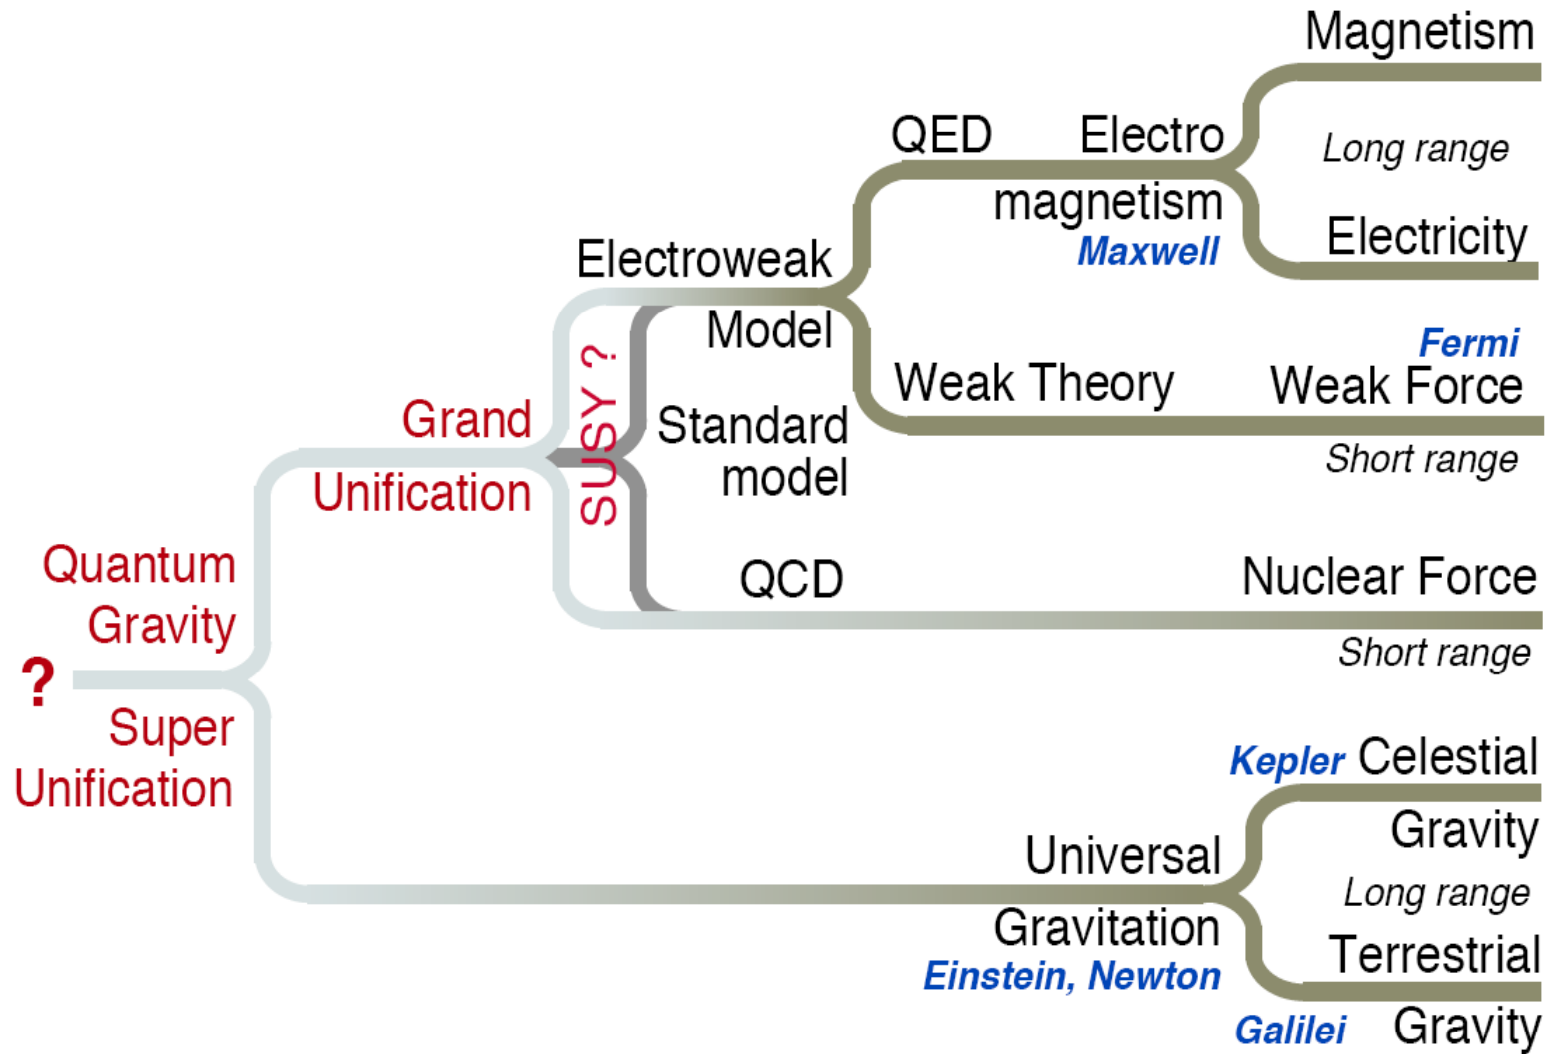 Magnetism
QED Electro
Long range
magnetism
Maxwell
Electricity
Electroweak
Model
Fermi
Weak Theory Weak Force
Short range
Grand
Unification
SUSY ?
Standard
model
QCD Nuclear Force
Short range
Quantum
Gravity
?
Super
Unification
Kepler Celestial
Gravity
Universal
Long range
Gravitation
Einstein, Newton
Terrestrial
Galilei Gravity